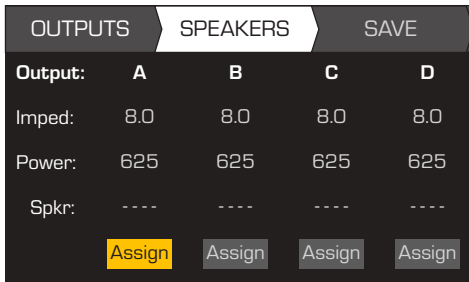 OUTPUTS SPEAKERS SAVE
Output: A B C D
Imped: 8.0 8.0 8.0 8.0
Power: 625 625 625 625
Spkr: ---- ---- ---- ----
Assign Assign Assign Assign